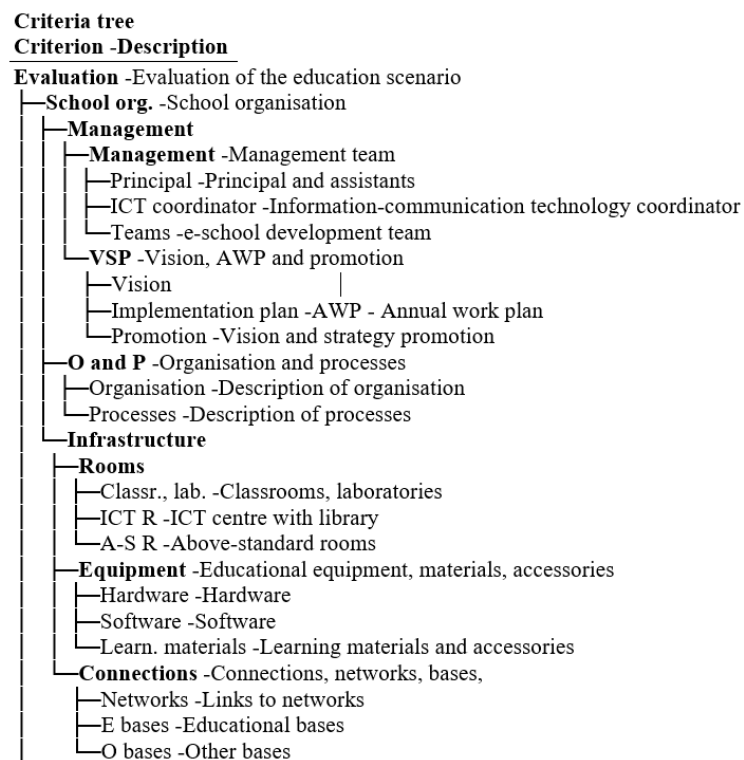 Criteria tree
Criterion -Description
Evaluation -Evaluation of the education scenario
School org. -School organisation
Management
Management -Management team
Principal -Principal and assistants
ICT coordinator -Information-communication technology coordinator
Teams -e-school development team
VSP -Vision, AWP and promotion
Vision
Implementation plan -AWP - Annual work plan
Promotion -Vision and strategy promotion
O and P -Organisation and processes
Organisation -Description of organisation
Processes -Description of processes
Infrastructure
Rooms
Classr., lab. -Classrooms, laboratories
ICT R -ICT centre with library
A-S R -Above-standard rooms
Equipment -Educational equipment, materials, accessories
Hardware -Hardware
Software -Software
Learn. materials -Learning materials and accessories
Connections -Connections, networks, bases,
Networks -Links to networks
E bases -Educational bases
O bases -Other bases